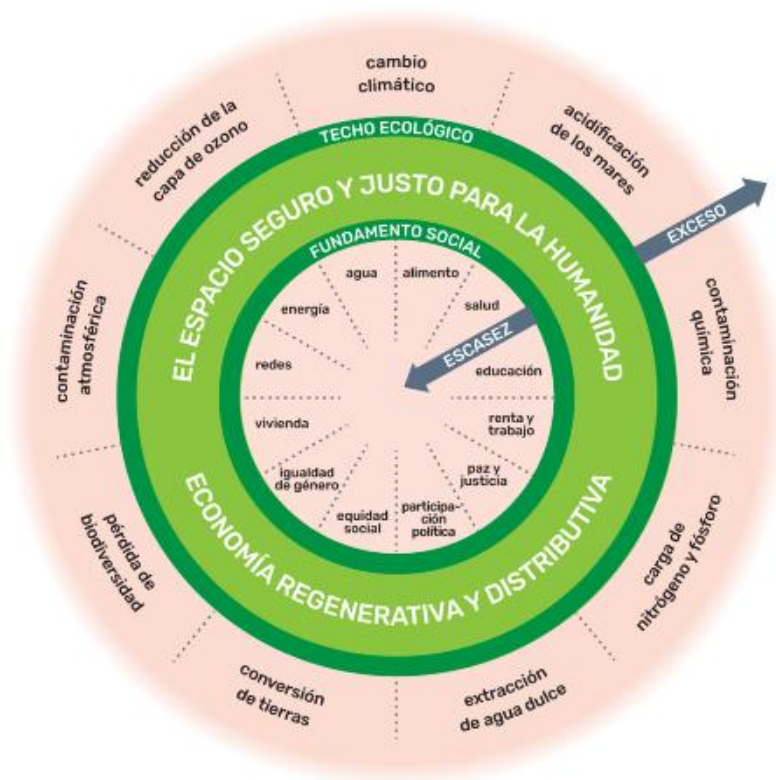 cambio
climático
acidificación
de los mares
EXCESO
contaminación
química
carga de
nitrógeno y fósforo
extracción
de agua dulce
conversión
de tierras
pérdida de
biodiversidad
contaminación
atmosférica
reducción de la
capa de ozono
TECHO ECOLÓGICO
EL ESPACIO SEGURO Y JUSTO PARA LA HUMANIDAD
FUNDAMENTO SOCIAL
agua
alimento
salud
ESCASEZ
educación
renta y
trabajo
paz y
justicia
participa-
ción
política
equidad
social
igualdad
de género
vivienda
redes
energía
ECONOMÍA REGENERATIVA Y DISTRIBUTIVA